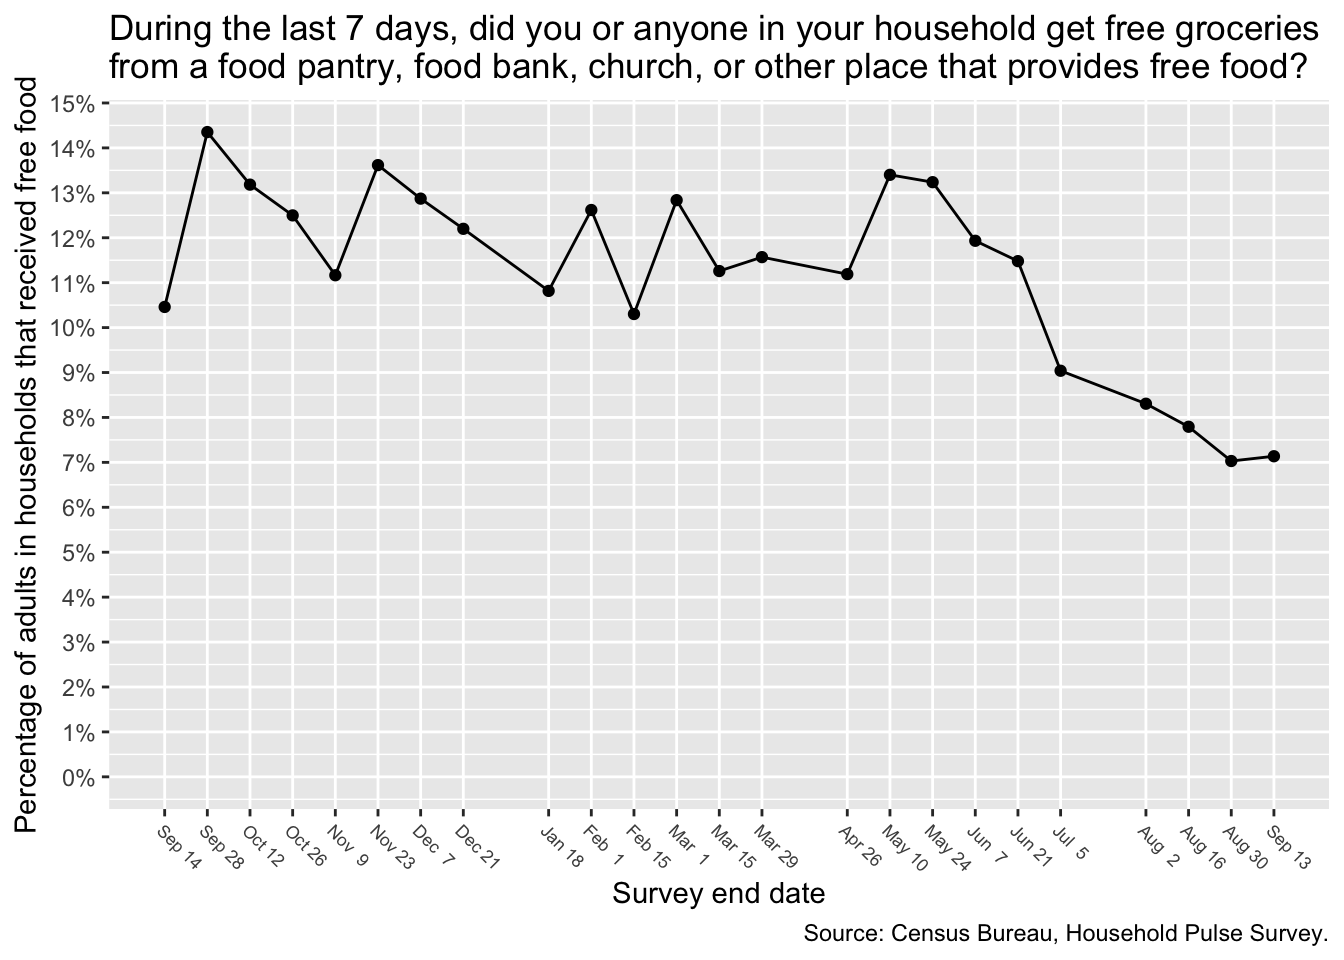 During the last 7 days, did you or anyone in your household get free groceries
from a food pantry, food bank, church, or other place that provides free food?
Percentage of adults in households that received free food
15%
14%
13%
12%
11%
10%
9%
8%
7%
6%
5%
4%
3%
2%
1%
0%
Sep 14
Sep 28
Oct 12
Oct 26
Nov 9
Nov 23
Dec 7
Dec 21
Jan 18
Feb 1
Feb 15
Mar 1
Mar 15
Mar 29
Apr 26
May 10
May 24
Jun 7
Jun 21
Jul 5
Aug 2
Aug 16
Aug 30
Sep 13
Survey end date
Source: Census Bureau, Household Pulse Survey.